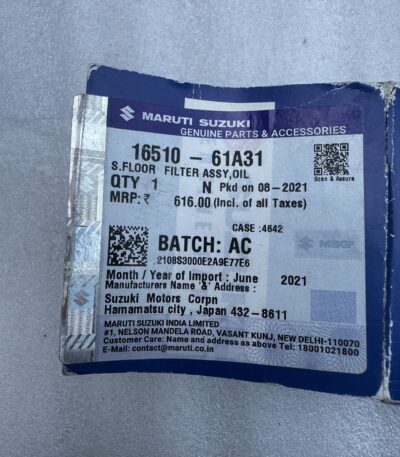 MARUTI SUZUKI
GENUINE PARTS & ACCESSORIES
16510 - 61A31
S.FLOOR FILTER ASSY,OIL
QTY 1 N Pkd on 08-2021
MRP:₹ 616.00 (Incl. of all Taxes)
Scan & Assure
CASE :4642
MSGP
BATCH: AC
2108S3000E2A9E77E6
Month / Year of Import : June 2021
Manufacturers Name '&' Address :
Suzuki Motors Corpn
Hamamatsu city , Japan 432-8611
MARUTI SUZUKI INDIA LIMITED
#1, NELSON MANDELA ROAD, VASANT KUNJ, NEW DELHI-110070
Customer Care: Name and address as above Tel: 18001021800
E-Mail: contact@maruti.co.in